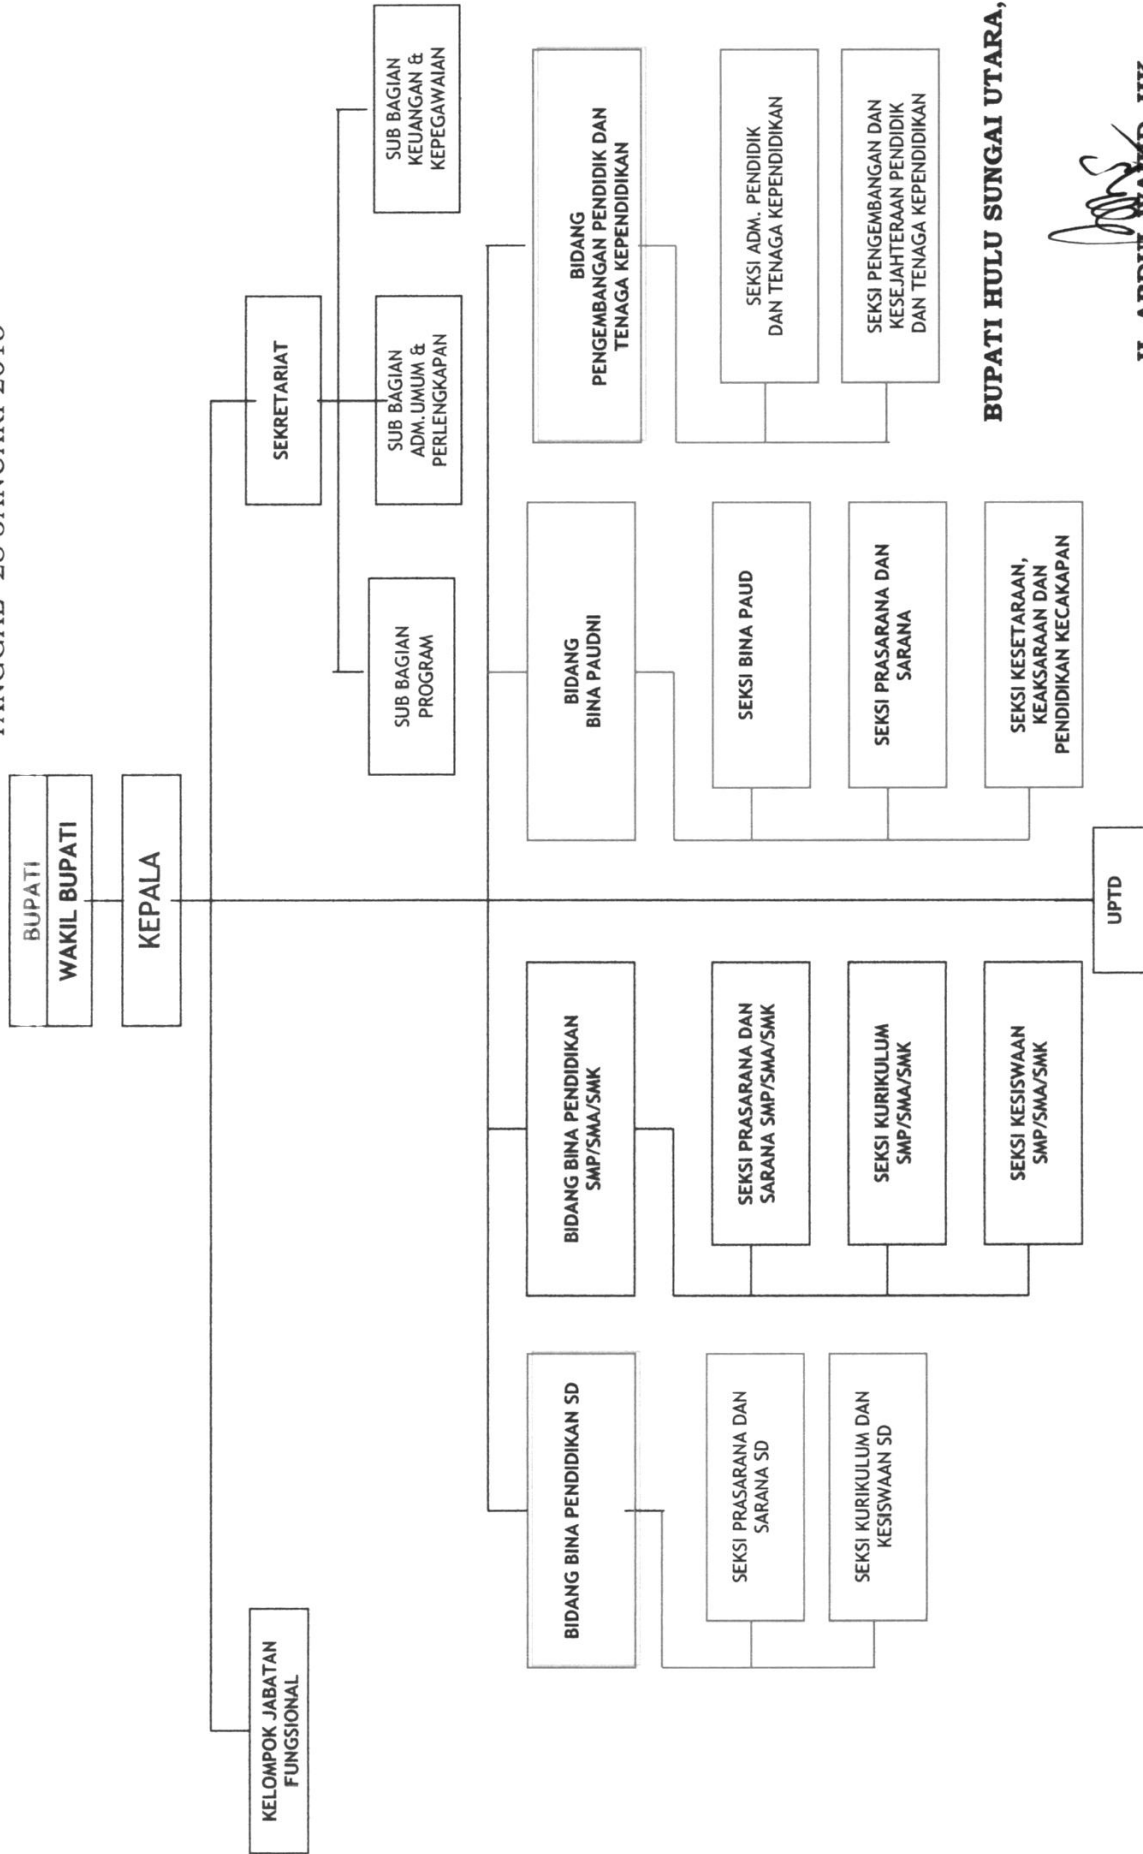 TANGGAL JANUARI
BUPATI
WAKIL BUPATI
KEPALA
KELOMPOK JABATAN
FUNGSIONAL
SEKRETARIAT
SUB BAGIAN
PROGRAM
SUB BAGIAN
ADM.UMUM &
PERLENGKAPAN
SUB BAGIAN
KEUANGAN &
KEPEGAWAIAN
BIDANG BINA PENDIDIKAN SD
SEKSI PRASARANA DAN
SARANA SD
SEKSI KURIKULUM DAN
KESISWAAN SD
BIDANG BINA PENDIDIKAN
SMP/SMA/SMK
SEKSI PRASARANA DAN
SARANA SMP/SMA/SMK
SEKSI KURIKULUM
SMP/SMA/SMK
SEKSI KESISWAAN
SMP/SMA/SMK
BIDANG
BINA PAUDNI
SEKSI BINA PAUD
SEKSI PRASARANA DAN
SARANA
SEKSI KESETARAAN,
KEAKSARAAN DAN
PENDIDIKAN KECAKAPAN
BIDANG
PENGEMBANGAN PENDIDIK DAN
TENAGA KEPENDIDIKAN
SEKSI ADM. PENDIDIK
DAN TENAGA KEPENDIDIKAN
SEKSI PENGEMBANGAN DAN
KESEJAHTERAAN PENDIDIK
DAN TENAGA KEPENDIDIKAN
UPTD
BUPATI HULU SUNGAI UTARA,
H. ABDUL WAHID, HK